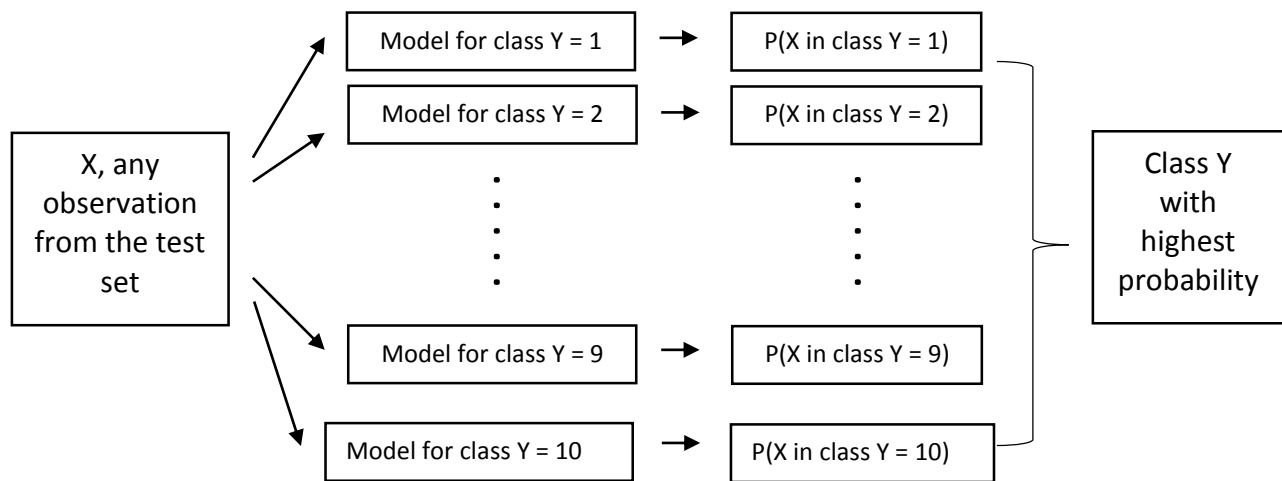 Model for class Y = 1
P(X in class Y = 1)
Model for class Y = 2
P(X in class Y = 2)
X, any
observation
from the test
set
Class Y
with
highest
probability
Model for class Y = 9
P(X in class Y = 9)
Model for class Y = 10
P(X in class Y = 10)